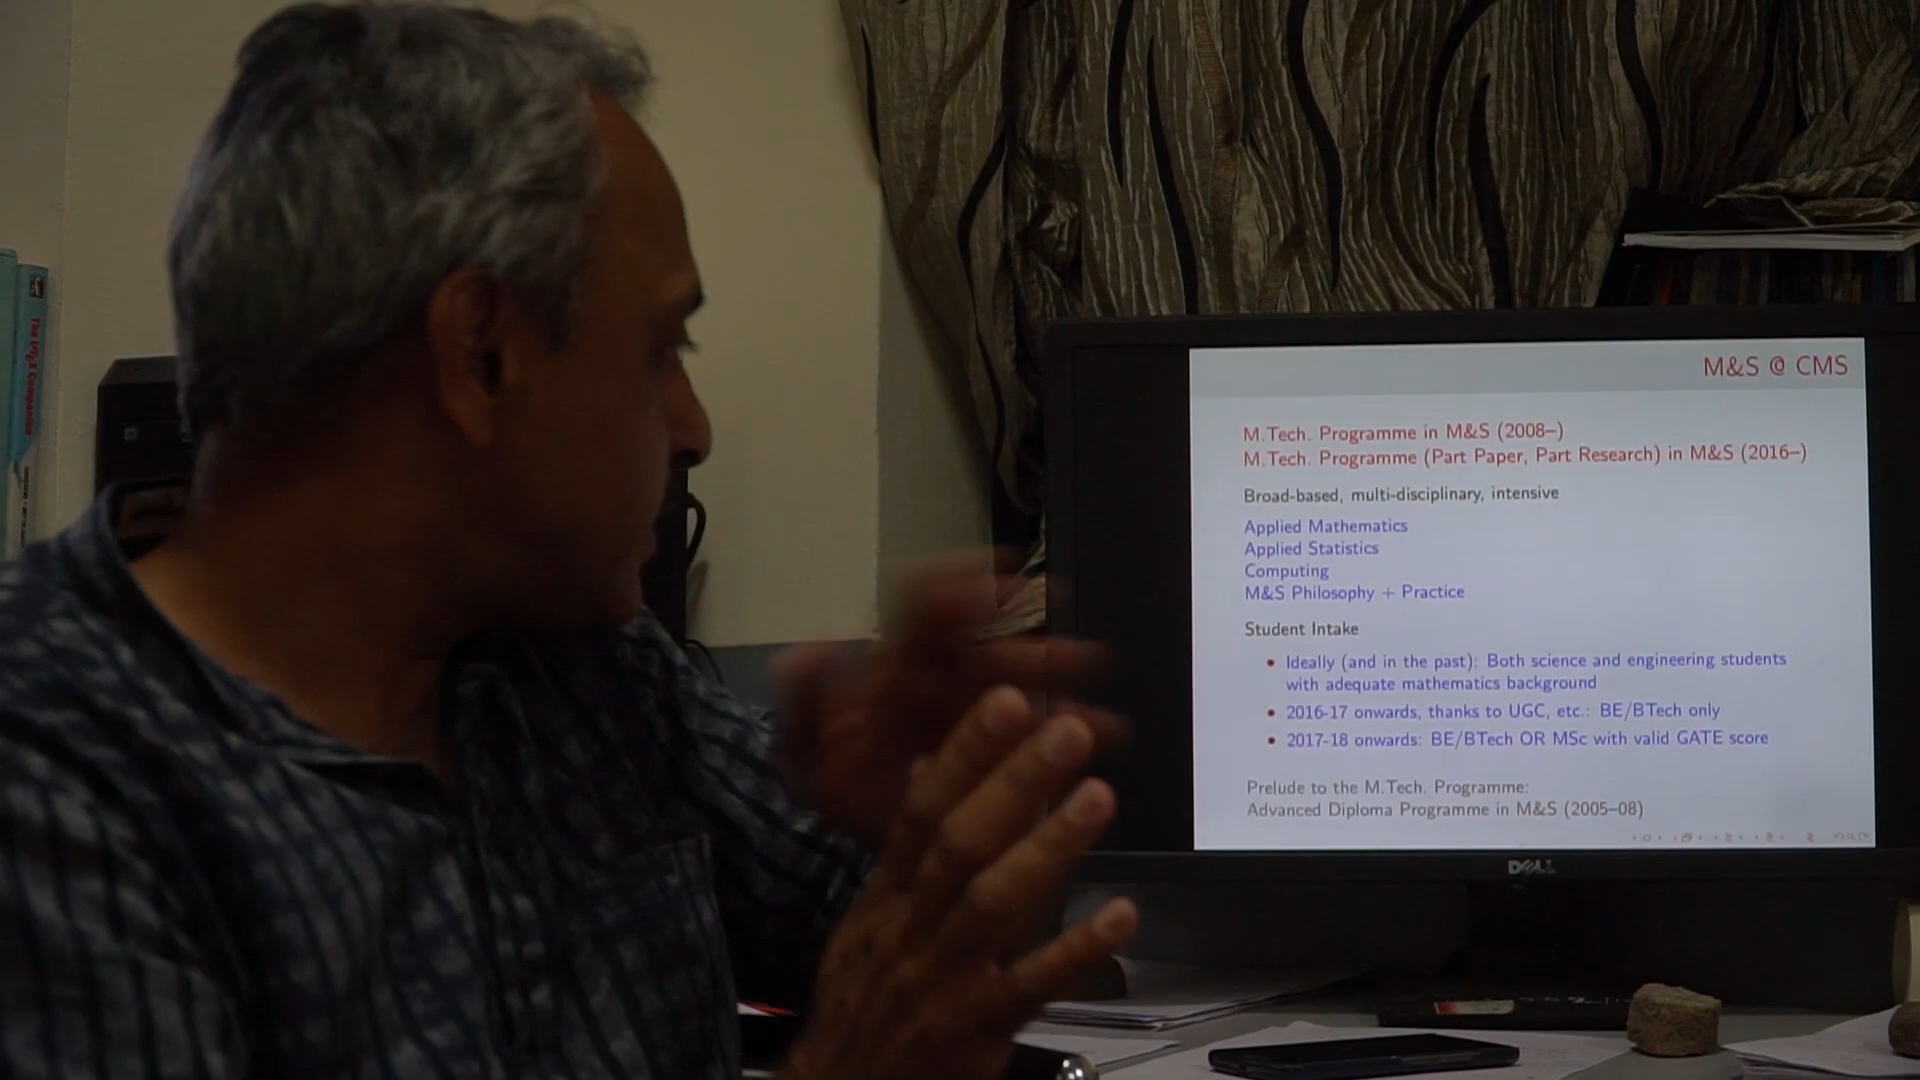 The LATEX Companion
M&S @ CMS
M.Tech. Programme in M&S (2008–)
M.Tech. Programme (Part Paper, Part Research) in M&S (2016–)
Broad-based, multi-disciplinary, intensive
Applied Mathematics
Applied Statistics
Computing
M&S Philosophy + Practice
Student Intake
• Ideally (and in the past): Both science and engineering students
with adequate mathematics background
• 2016-17 onwards, thanks to UGC, etc.: BE/BTech only
• 2017-18 onwards: BE/BTech OR MSc with valid GATE score
Prelude to the M.Tech. Programme:
Advanced Diploma Programme in M&S (2005–08)
DELL